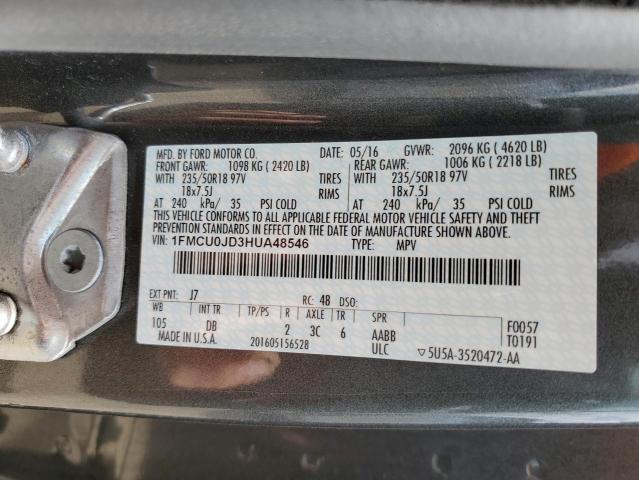 MFD. BY FORD MOTOR CO. 05/16 GVWR: 2096 KG ( 4620 LB)
FRONT GAWR: 1098 KG ( 2420 LB) REAR GAWR: 1006 KG ( 2218 LB)
WITH 235/50R18 97V TIRES WITH 235/50R18 97V TIRES
18x7.5J RIMS 18x7.5J RIMS
AT 240 kPa/ 35 PSI COLD AT 240 kPa/ 35 PSI COLD
THIS VEHICLE CONFORMS TO ALL APPLICABLE FEDERAL MOTOR VEHICLE SAFETY AND THEFT
PREVENTION STANDARDS IN EFFECT ON THE DATE OF MANUFACTURE SHOWN ABOVE.
VIN: 1FMCU0JD3HUA48546 TYPE: MPV
EXT PNT: J7 RC: 48 DSO:
WB INT TR TP/PS R AXLE TR SPR F0057
105 DB 2 3C 6 AABB T0191
MADE IN U.S.A. 201605156528 ULC ▽5U5A-3520472-AA